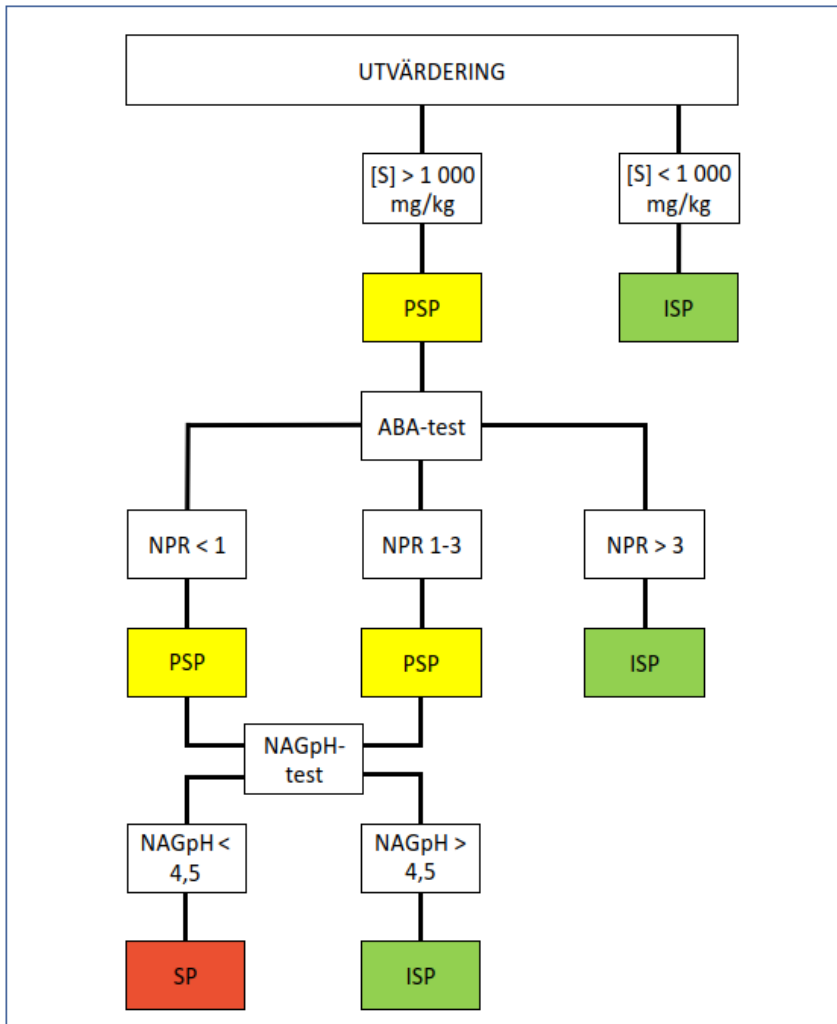 UTVÄRDERING
[S] > 1 000
mg/kg
[S] < 1 000
mg/kg
PSP
ISP
ABA-test
NPR < 1
NPR 1-3
NPR > 3
PSP
PSP
ISP
NAGpH-
test
NAGpH <
4,5
NAGpH >
4,5
SP
ISP